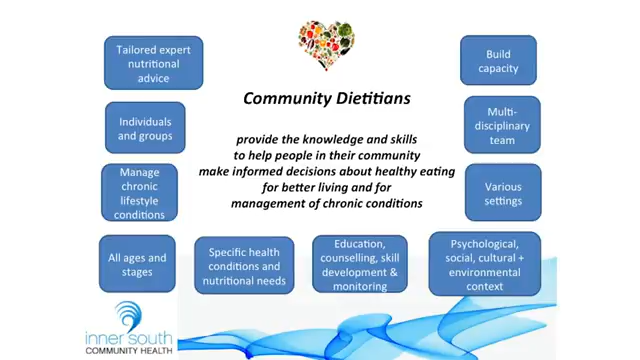 Tailored expert
nutritional
advice
Build
capacity
Community Dietitians
Individuals
and groups
Multi-
disciplinary
team
provide the knowledge and skills
to help people in their community
make informed decisions about healthy eating
for better living and for
management of chronic conditions
Manage
chronic
lifestyle
conditions
Various
settings
All ages and
stages
Specific health
conditions and
nutritional needs
Education,
counselling, skill
development &
monitoring
Psychological,
social, cultural +
environmental
context
inner south
COMMUNITY HEALTH